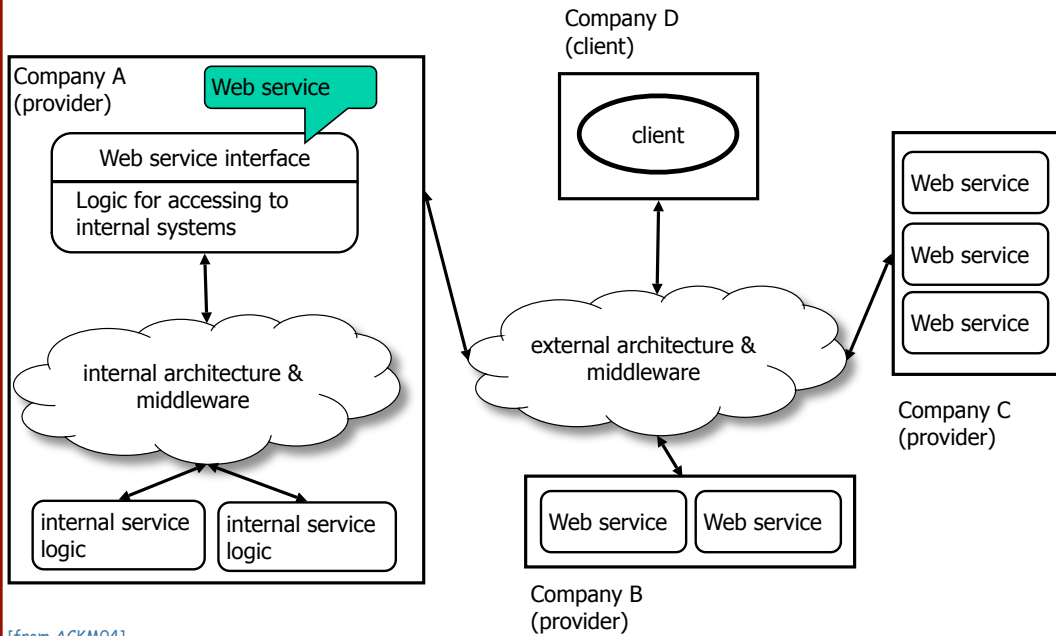 Company D
(client)
Company A
(provider)
Web service
client
Web service interface
Logic for accessing to
internal systems
Web service
Web service
Web service
internal architecture &
middleware
external architecture &
middleware
Company C
(provider)
internal service
logic
internal service
logic
Web service
Web service
Company B
(provider)
[from ACKM04]